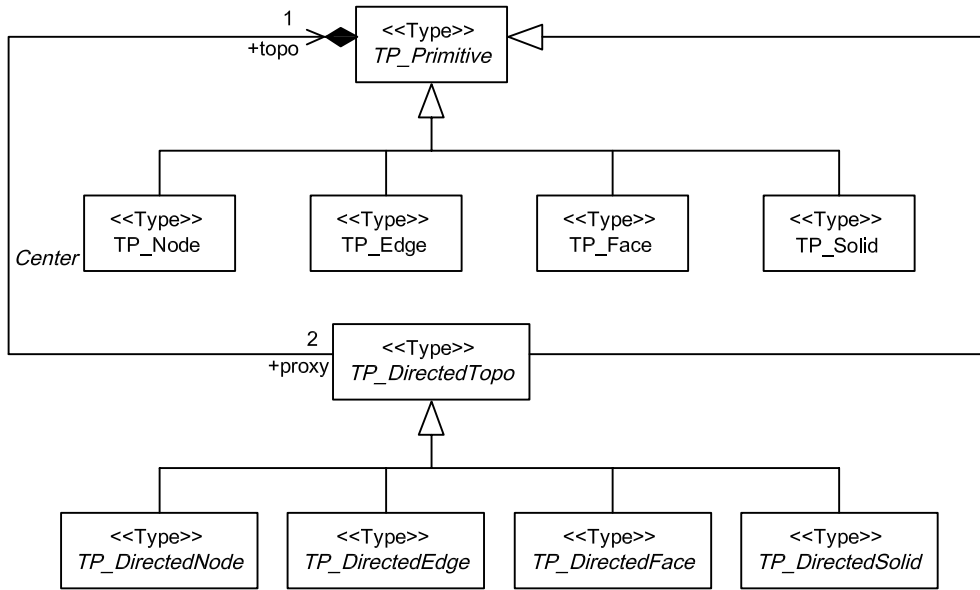 1
<<Type>>
TP_Primitive
+topo
<<Type>>
TP_Node
<<Type>>
TP_Edge
<<Type>>
TP_Face
<<Type>>
TP_Solid
Center
2
+proxy
<<Type>>
TP_DirectedTopo
<<Type>>
TP_DirectedNode
<<Type>>
TP_DirectedEdge
<<Type>>
TP_DirectedFace
<<Type>>
TP_DirectedSolid